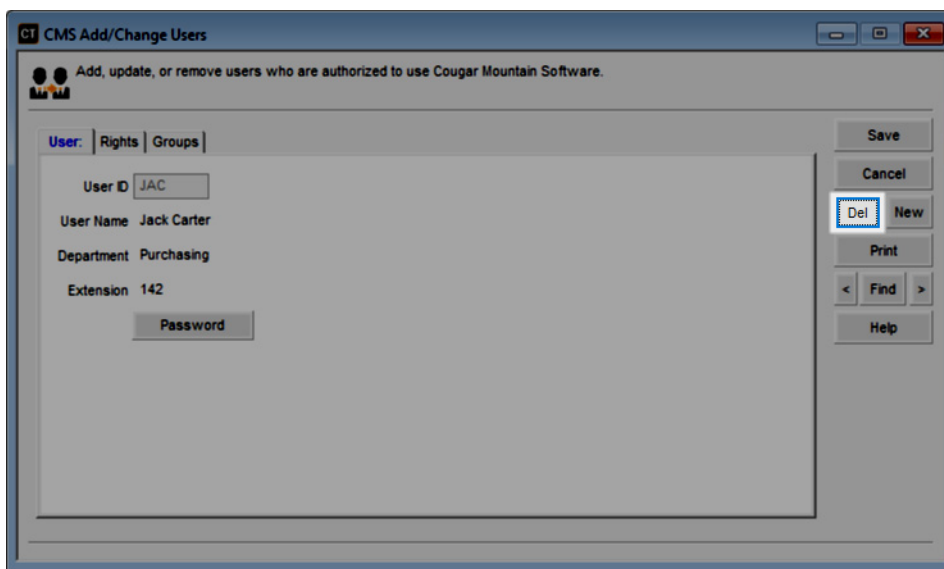 CT CMS Add/Change Users
Add, update, or remove users who are authorized to use Cougar Mountain Software.
User: Rights Groups
User ID JAC
User Name Jack Carter
Department Purchasing
Extension 142
Password
Save
Cancel
Del New
Print
< Find >
Help